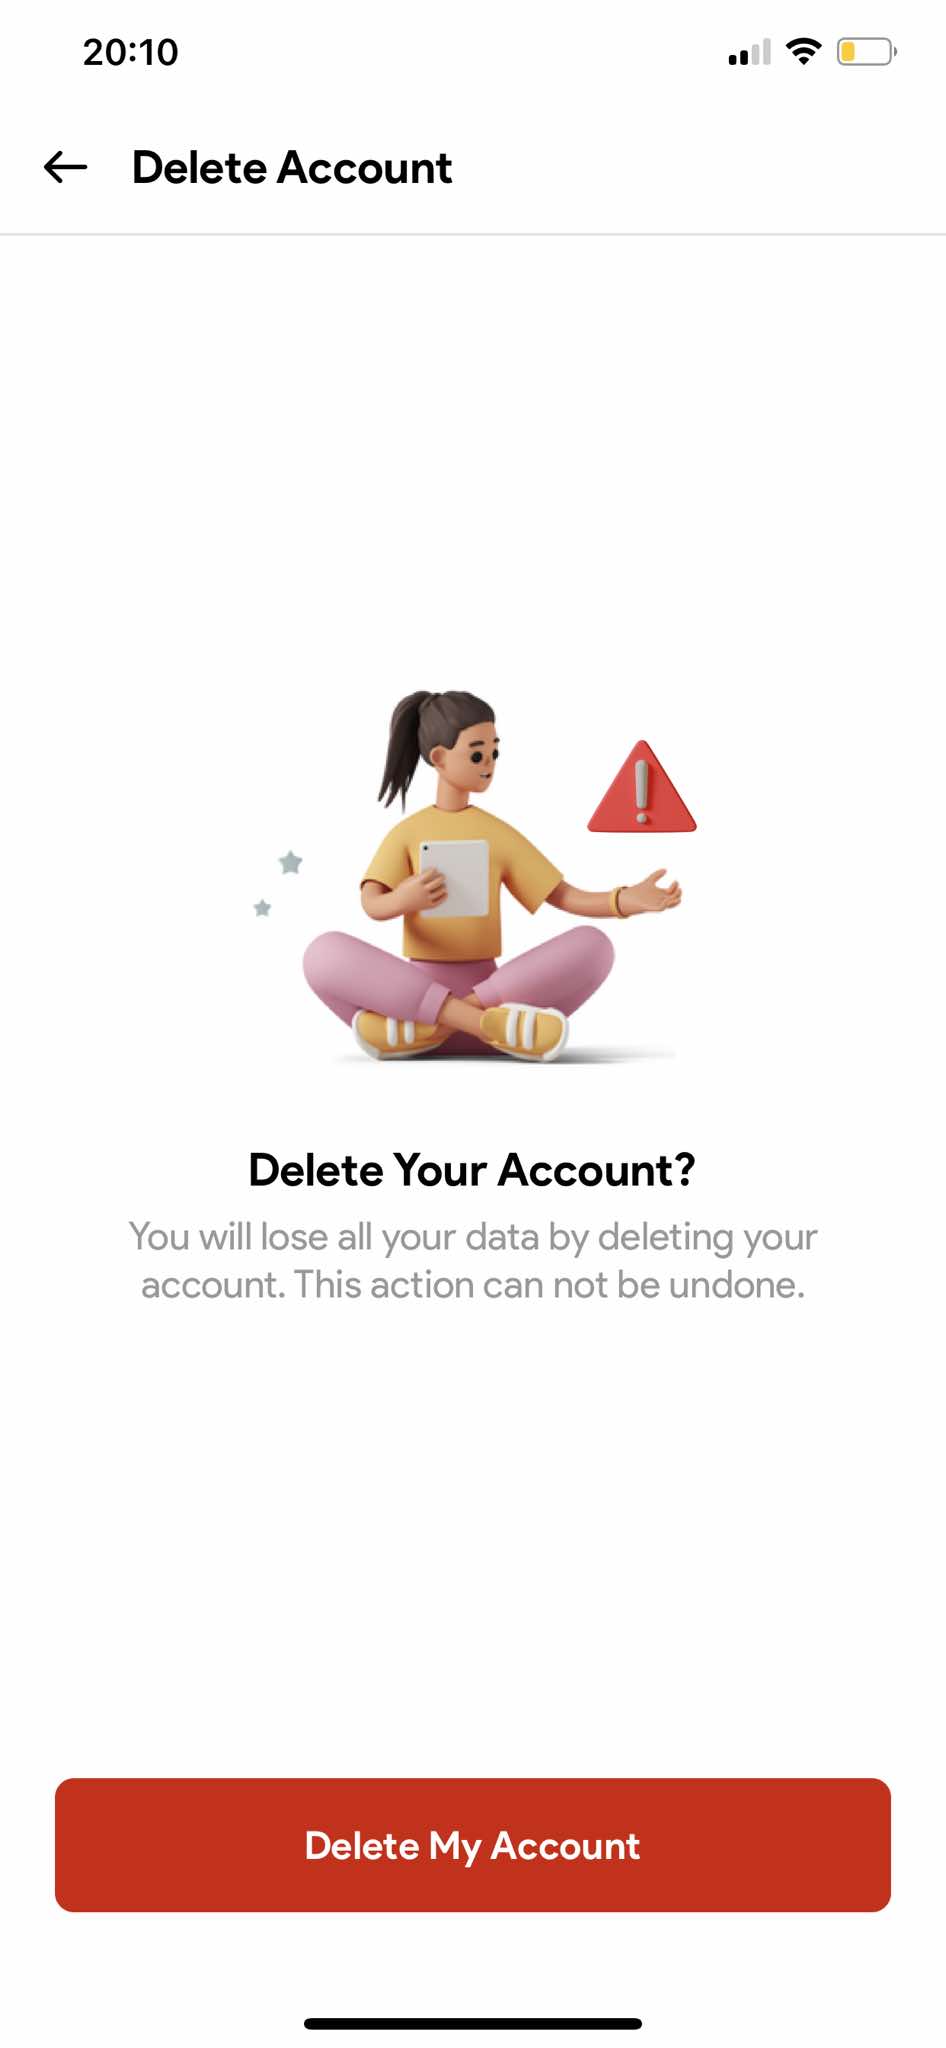 20:10
Delete Account
Delete Your Account?
You will lose all your data by deleting your
account. This action can not be undone.
Delete My Account